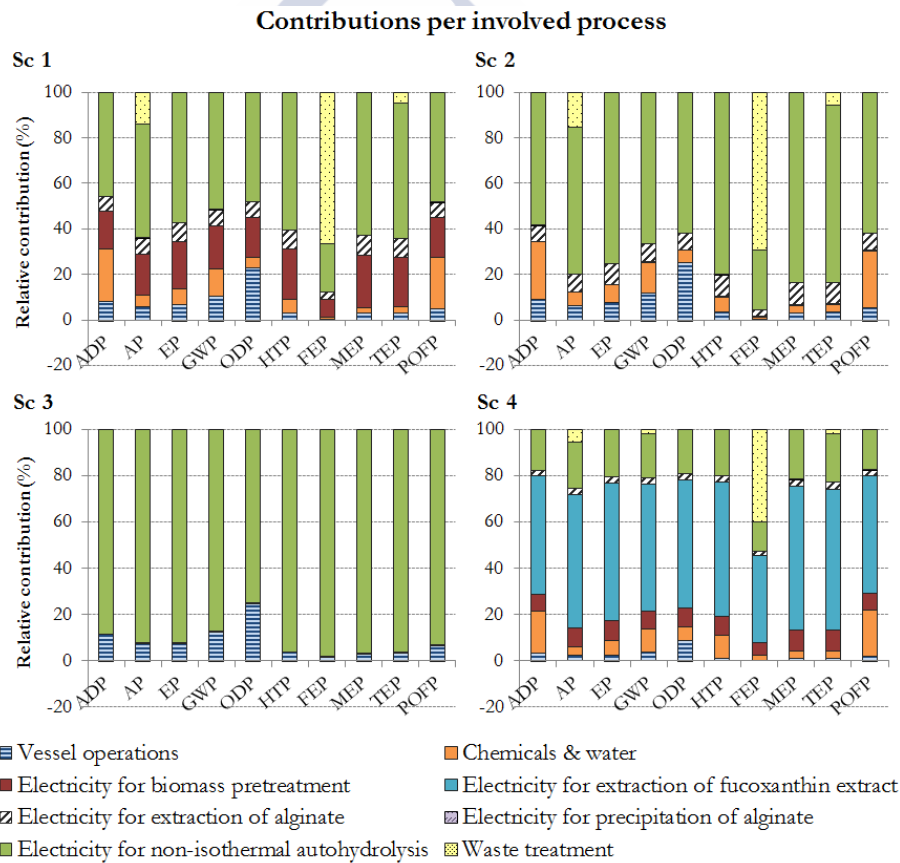 Contributions per involved process
Sc 1
Sc 2
Relative contribution (%)
100
80
60
40
20
0
-20
ADP AP EP GWP ODP HTP FEP MEP TEP POFP
100
80
60
40
20
0
-20
ADP AP EP GWP ODP HTP FEP MEP TEP POFP
Sc 3
Sc 4
Relative contribution (%)
100
80
60
40
20
0
-20
ADP AP EP GWP ODP HTP FEP MEP TEP POFP
100
80
60
40
20
0
-20
ADP AP EP GWP ODP HTP FEP MEP TEP POFP
Vessel operations
Chemicals & water
Electricity for biomass pretreatment
Electricity for extraction of fucoxanthin extract
Electricity for extraction of alginate
Electricity for precipitation of alginate
Electricity for non-isothermal autohydrolysis
Waste treatment